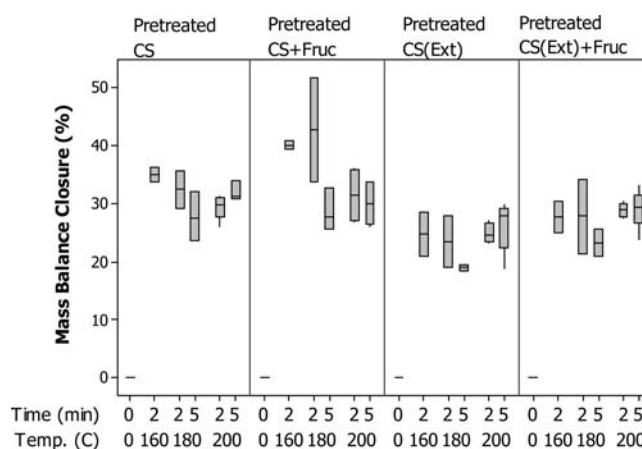 Pretreated Pretreated Pretreated Pretreated
CS CS+Fruc CS(Ext) CS(Ext)+Fruc
Mass Balance Closure (%)
50
40
30
20
10
0
Time (min) 0 2 2 5 2 5 0 2 2 5 2 5 0 2 2 5 2 5 0 2 2 5 2 5
Temp. (C) 0 160 180 200 0 160 180 200 0 160 180 200 0 160 180 200